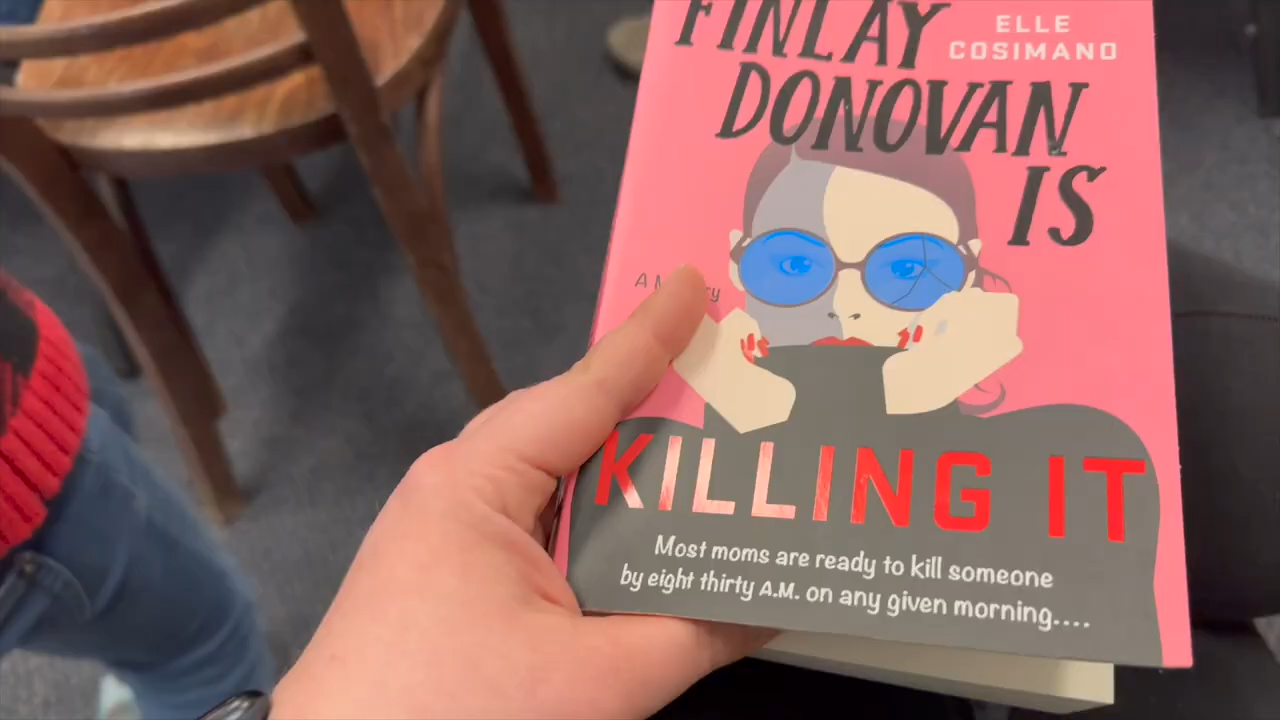 FINLAY
ELLE
COSIMANO
DONOVAN
IS
A
KILLING IT
Most moms are ready to kill someone
by eight thirty A.M. on any given morning....